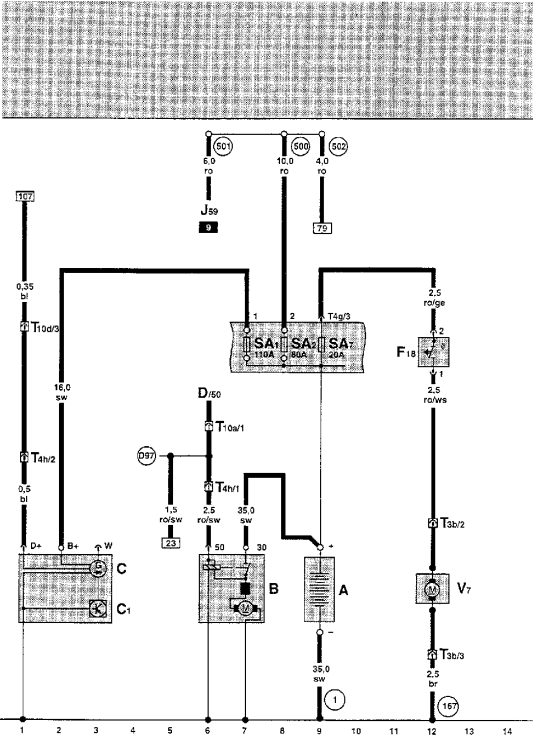 501 500 502
6,0 10,0 4,0
ro ro ro
107
J59
9 79
0,35
bl
2,5
ro/ge
1 2 T4g/3
T10d/3
SA1 SA2 SA7
110A 80A 20A
2
F18
1
16,0
sw
D/50
2,5
ro/ws
T10a/1
T4h/2 D97
T4h/1
0,5
bl
1,5
ro/sw
2,5
ro/sw
35,0
sw
T3b/2
23
D+ B+ W 50 30 +
C B A V7
G
M M
C1
−
T3b/3
35,0
sw
2,5
br
1 167
1 2 3 4 5 6 7 8 9 10 11 12 13 14